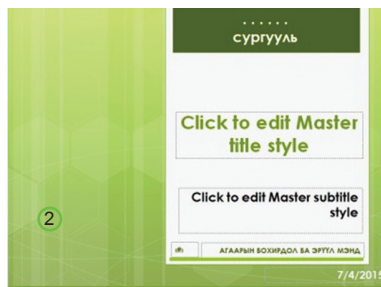 ......
сургууль
Click to edit Master
title style
Click to edit Master subtitle
style
2
‹#›
АГААРЫН БОХИРДОЛ БА ЭРҮҮЛ МЭНД
7/4/2015